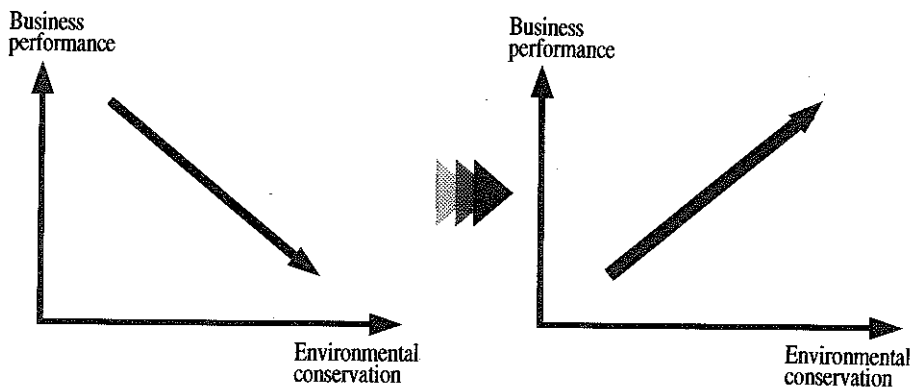 Business
performance
Environmental
conservation
Business
performance
Environmental
conservation